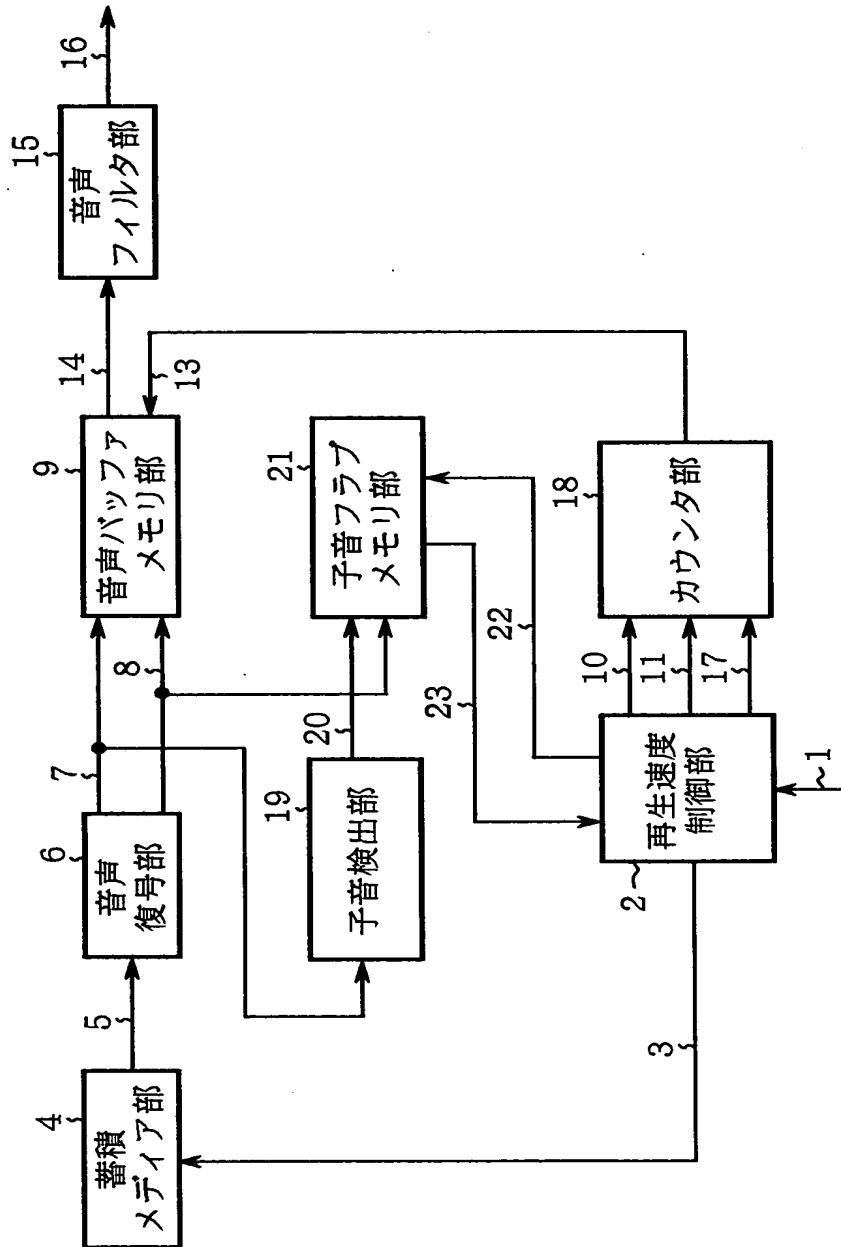 4
蓄積
メディア部
5
6
音声
復号部
7
8
9
音声バッファ
メモリ部
14
13
15
音声
フィルタ部
16
19
子音検出部
20
21
子音フラブ
メモリ部
23
22
3
2
再生速度
制御部
1
10
11
17
18
カウンタ部